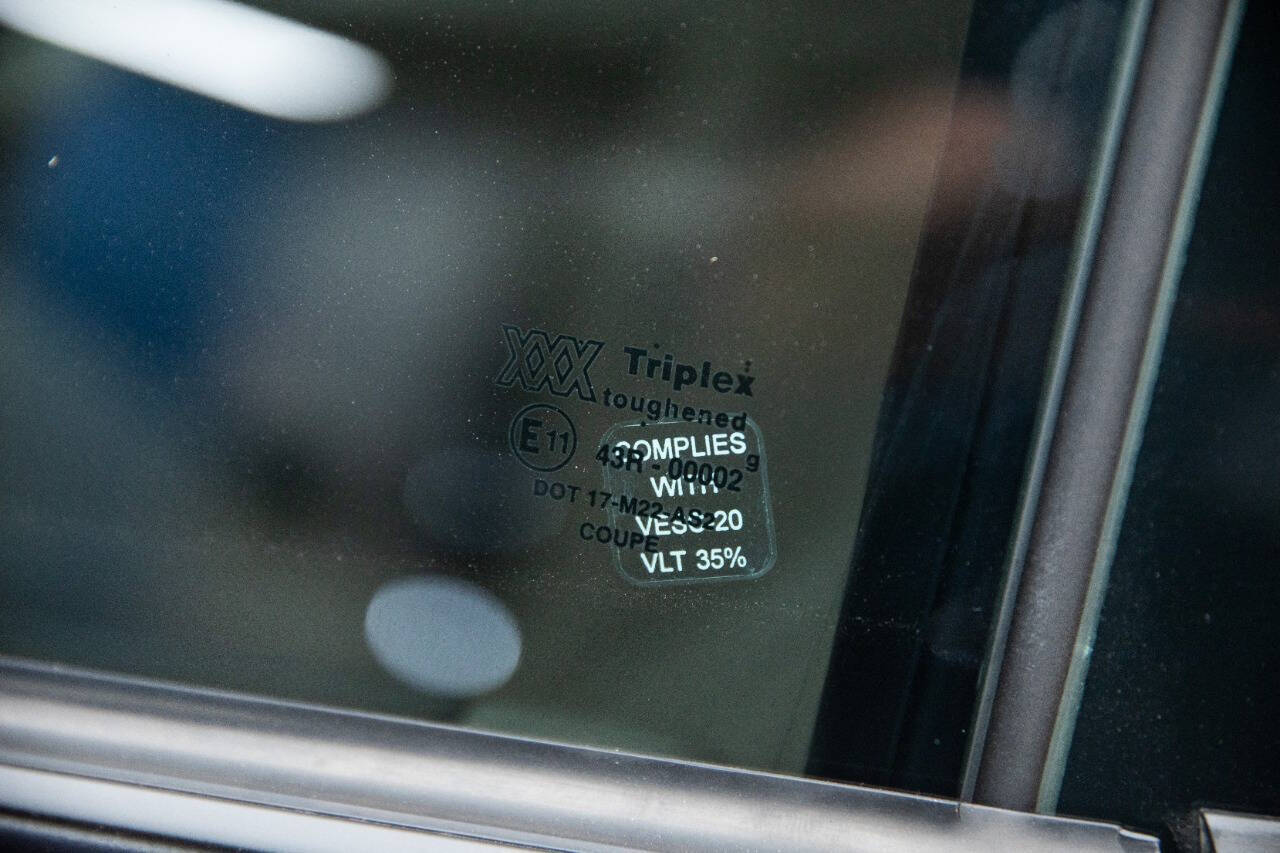 XXX Triplex
toughened
E11
43R - 00002
DOT 17-M22-AS2
COUPE
COMPLIES
WITH
VESC-20
VLT 35%